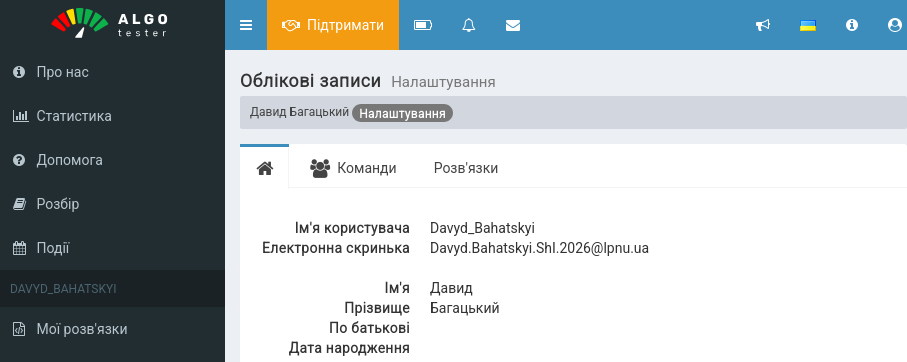 ALGO
tester
Підтримати
Про нас
Статистика
Допомога
Розбір
Події
DAVYD_BAHATSKYI
Мої розв'язки
Облікові записи Налаштування
Давид Багацький Налаштування
Команди Розв'язки
Ім'я користувача Davyd_Bahatskyi
Електронна скринька Davyd.Bahatskyi.ShI.2026@lpnu.ua
Ім'я Давид
Прізвище Багацький
По батькові
Дата народження